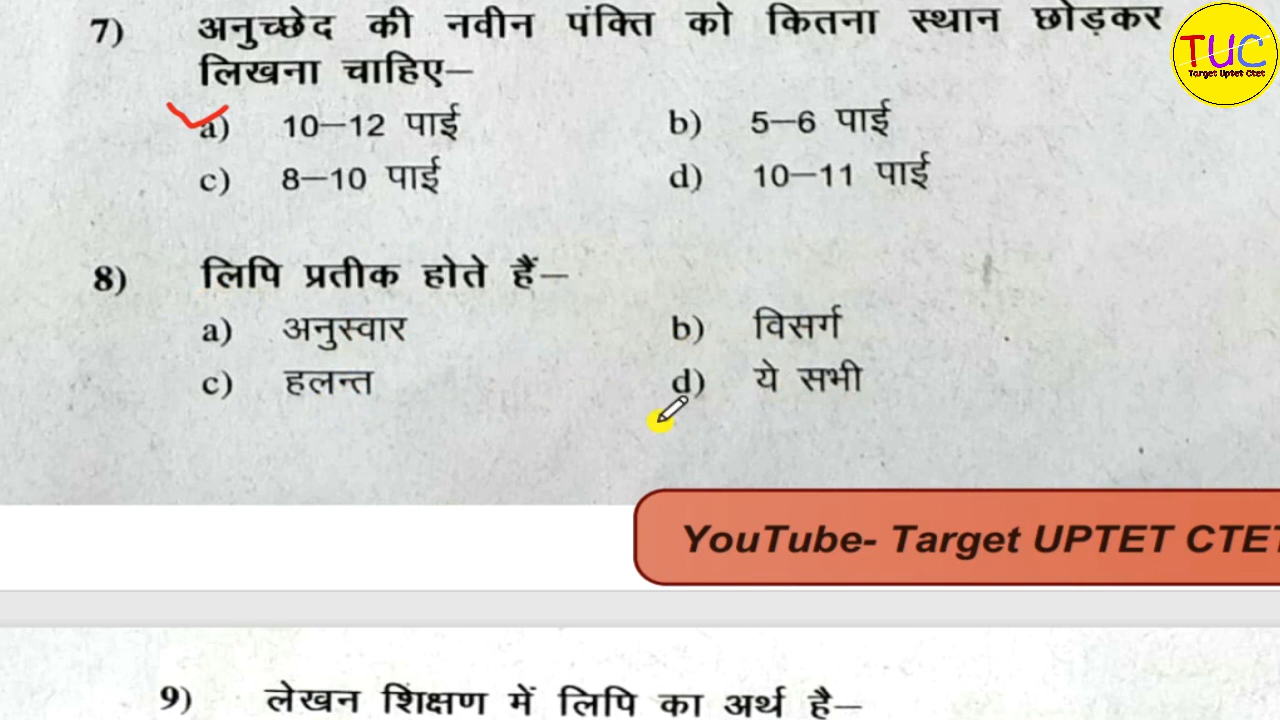 7) अनुच्छेद की नवीन पंक्ति को कितना स्थान छोड़कर
लिखना चाहिए–
a) 10–12 पाई b) 5–6 पाई
c) 8–10 पाई d) 10–11 पाई
8) लिपि प्रतीक होते हैं–
a) अनुस्वार b) विसर्ग
c) हलन्त d) ये सभी
9) लेखन शिक्षण में लिपि का अर्थ है–
TUC
Target Uptet Ctet
YouTube- Target UPTET CTET